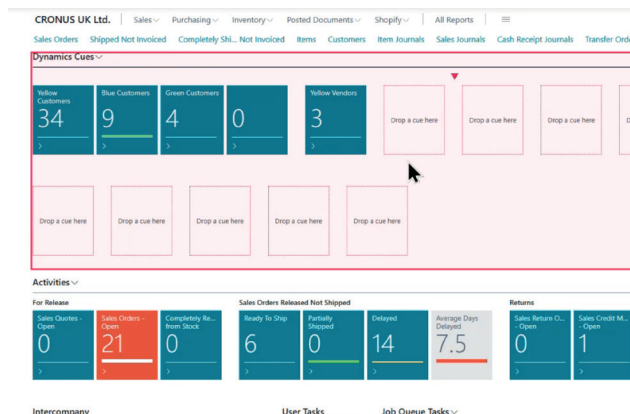 CRONUS UK Ltd. Sales Purchasing Inventory Posted Documents Shopify All Reports
Sales Orders Shipped Not Invoiced Completely Shi... Not Invoiced Items Customers Item Journals Sales Journals Cash Receipt Journals Transfer Orde
Dynamics Cues
Yellow Customers
34
Blue Customers
9
Green Customers
4
0
Yellow Vendors
3
Drop a cue here
Drop a cue here
Drop a cue here
D
Drop a cue here
Drop a cue here
Drop a cue here
Drop a cue here
Drop a cue here
Activities
For Release
Sales Orders Released Not Shipped
Returns
Sales Quotes -
Open
0
Sales Orders -
Open
21
Completely Re...
from Stock
0
Ready To Ship
6
Partially
Shipped
0
Delayed
14
Average Days
Delayed
7.5
Sales Return O...
- Open
0
Sales Credit M...
- Open
1
Intercompany
User Tasks
Job Queue Tasks